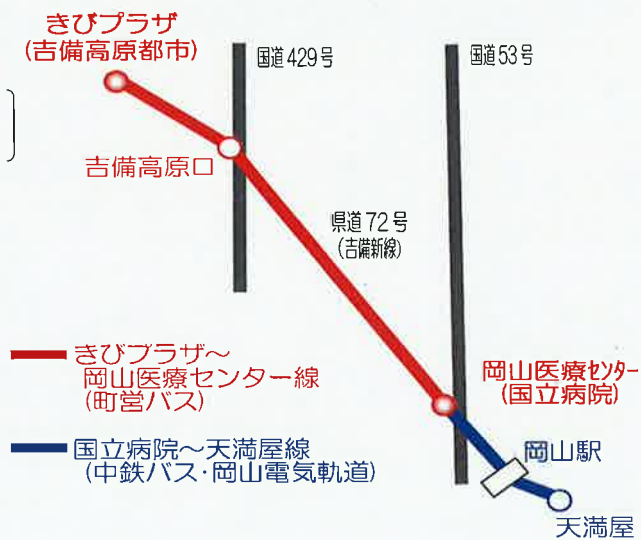 きびプラザ
(吉備高原都市)
国道429号
国道53号
吉備高原口
県道72号
(吉備新線)
きびプラザ～
岡山医療センター線
(町営バス)
岡山医療センター
(国立病院)
国立病院～天満屋線
(中鉄バス・岡山電気軌道)
岡山駅
天満屋